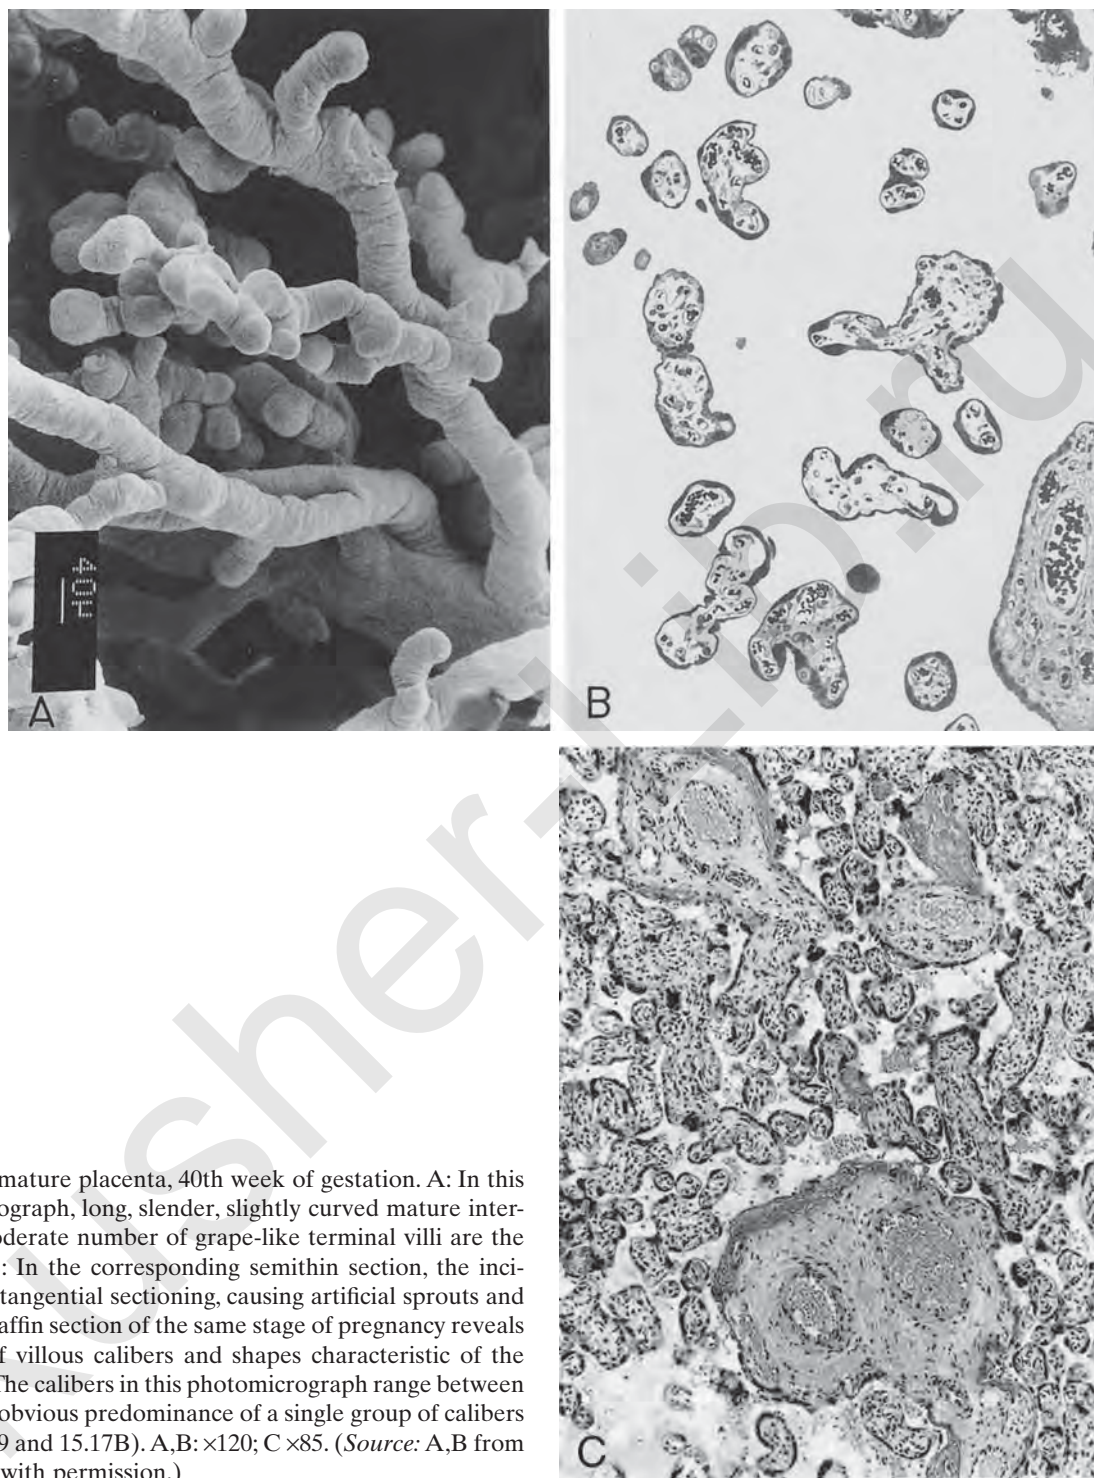 40µ
A
B
C
mature placenta, 40th week of gestation. A: In this
long, slender, slightly curved mature inter-
number of grape-like terminal villi are the
: In the corresponding semithin section, the inci-
tangential sectioning, causing artificial sprouts and
section of the same stage of pregnancy reveals
villous calibers and shapes characteristic of the
The calibers in this photomicrograph range between
obvious predominance of a single group of calibers
9 and 15.17B). A,B: ×120; C ×85. (Source: A,B from
with permission.)